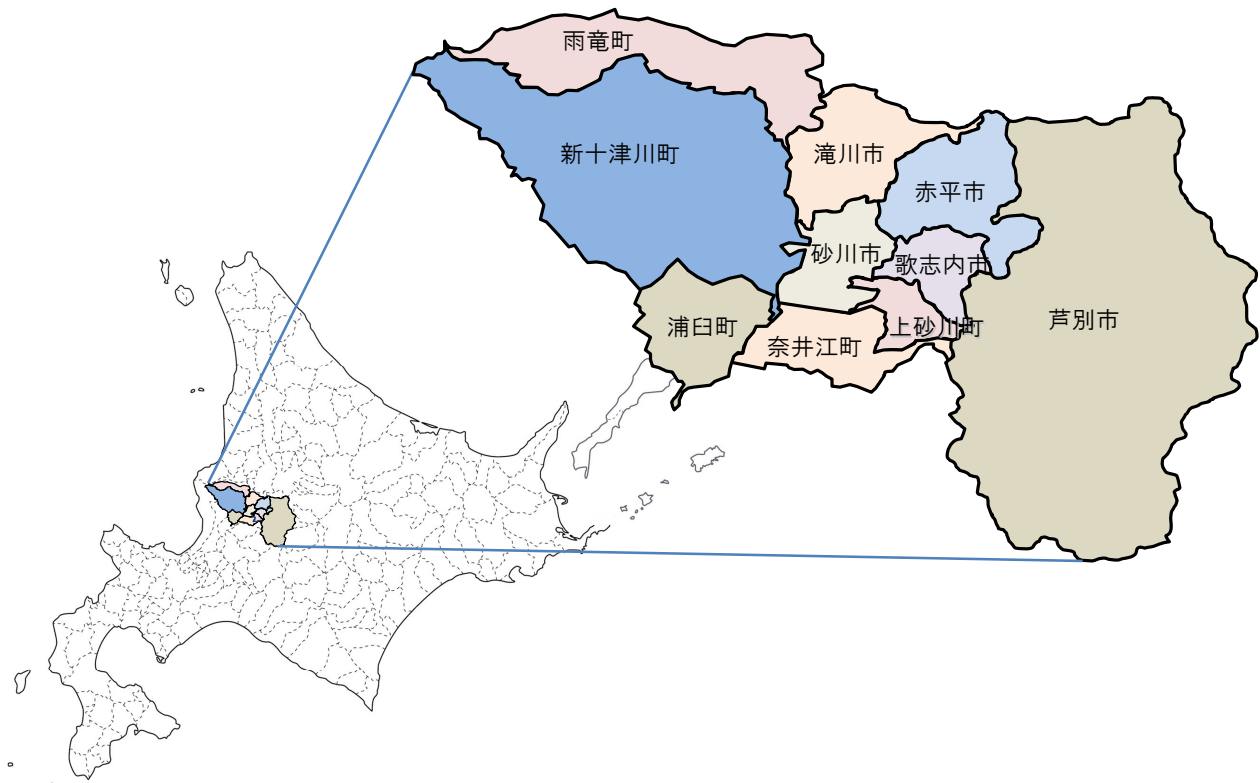 雨竜町
新十津川町
滝川市
赤平市
砂川市
歌志内市
浦臼町
奈井江町
上砂川町
芦別市